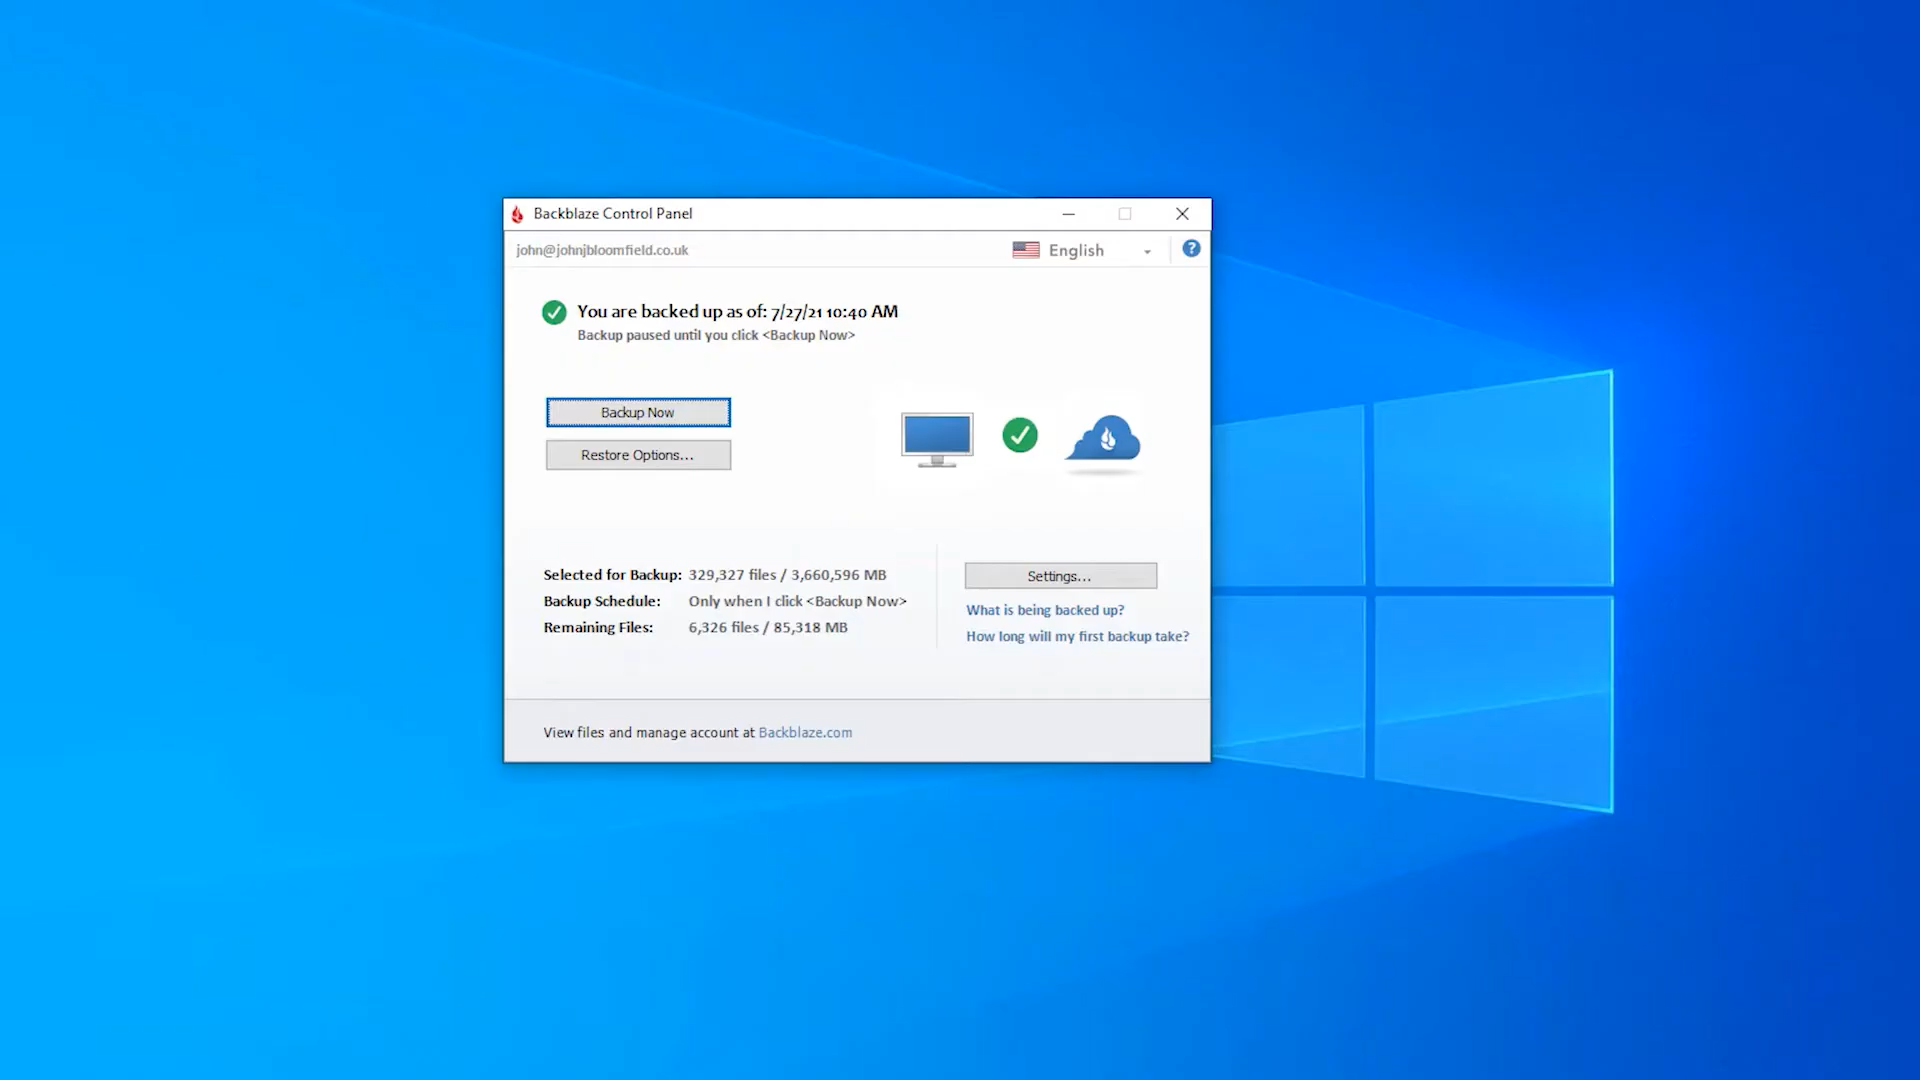 Backblaze Control Panel
john@johnjbloomfield.co.uk
English
?
You are backed up as of: 7/27/21 10:40 AM
Backup paused until you click <Backup Now>
Backup Now
Restore Options...
Selected for Backup: 329,327 files / 3,660,596 MB
Backup Schedule: Only when I click <Backup Now>
Remaining Files: 6,326 files / 85,318 MB
Settings...
What is being backed up?
How long will my first backup take?
View files and manage account at Backblaze.com